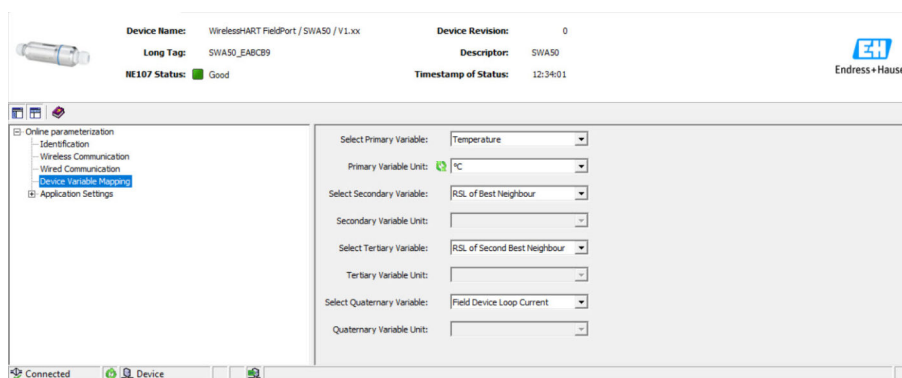 Device Name: WirelessHART FieldPort / SWA50 / V1.xx Device Revision: 0
Long Tag: SWA50_EABCB9 Descriptor: SWA50
NE107 Status: Good Timestamp of Status: 12:34:01
EH
Endress+Hause
Online parameterization
Identification
Wireless Communication
Wired Communication
Device Variable Mapping
Application Settings
Select Primary Variable: Temperature
Primary Variable Unit: °C
Select Secondary Variable: RSL of Best Neighbour
Secondary Variable Unit:
Select Tertiary Variable: RSL of Second Best Neighbour
Tertiary Variable Unit:
Select Quaternary Variable: Field Device Loop Current
Quaternary Variable Unit:
Connected Device